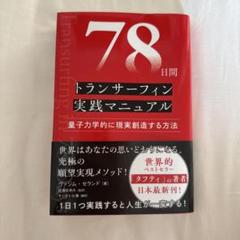 78
日間
トランサーフィン
実践マニュアル
量子力学的に現実創造する方法
世界はあなたの思いどおりになる、
究極の
願望実現メソッド!
世界的
ベストセラー
『タフティ』の著者
日本最新刊!
ヴァジム・ゼランド(著)
1日1つ実践すると人生が一変する!